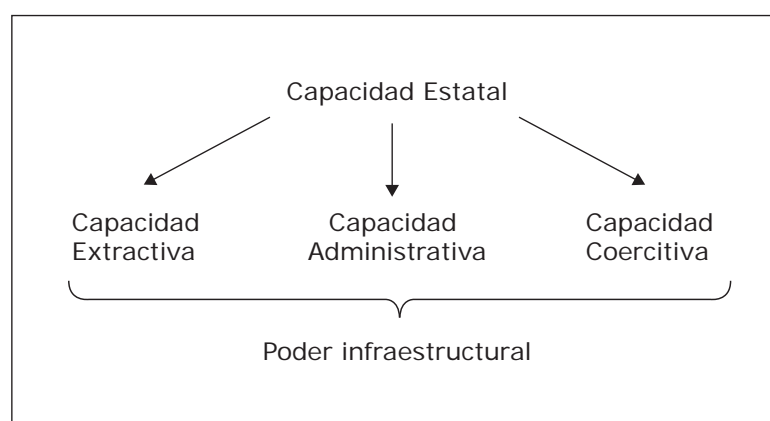 Capacidad Estatal
Capacidad
Extractiva
Capacidad
Administrativa
Capacidad
Coercitiva
Poder infraestructural